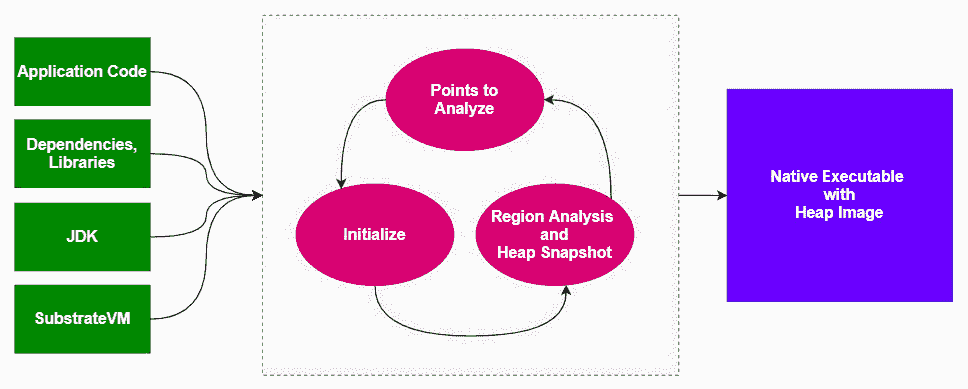 Application Code
Dependencies,
Libraries
JDK
SubstrateVM
Points to
Analyze
Initialize
Region Analysis
and
Heap Snapshot
Native Executable
with
Heap Image